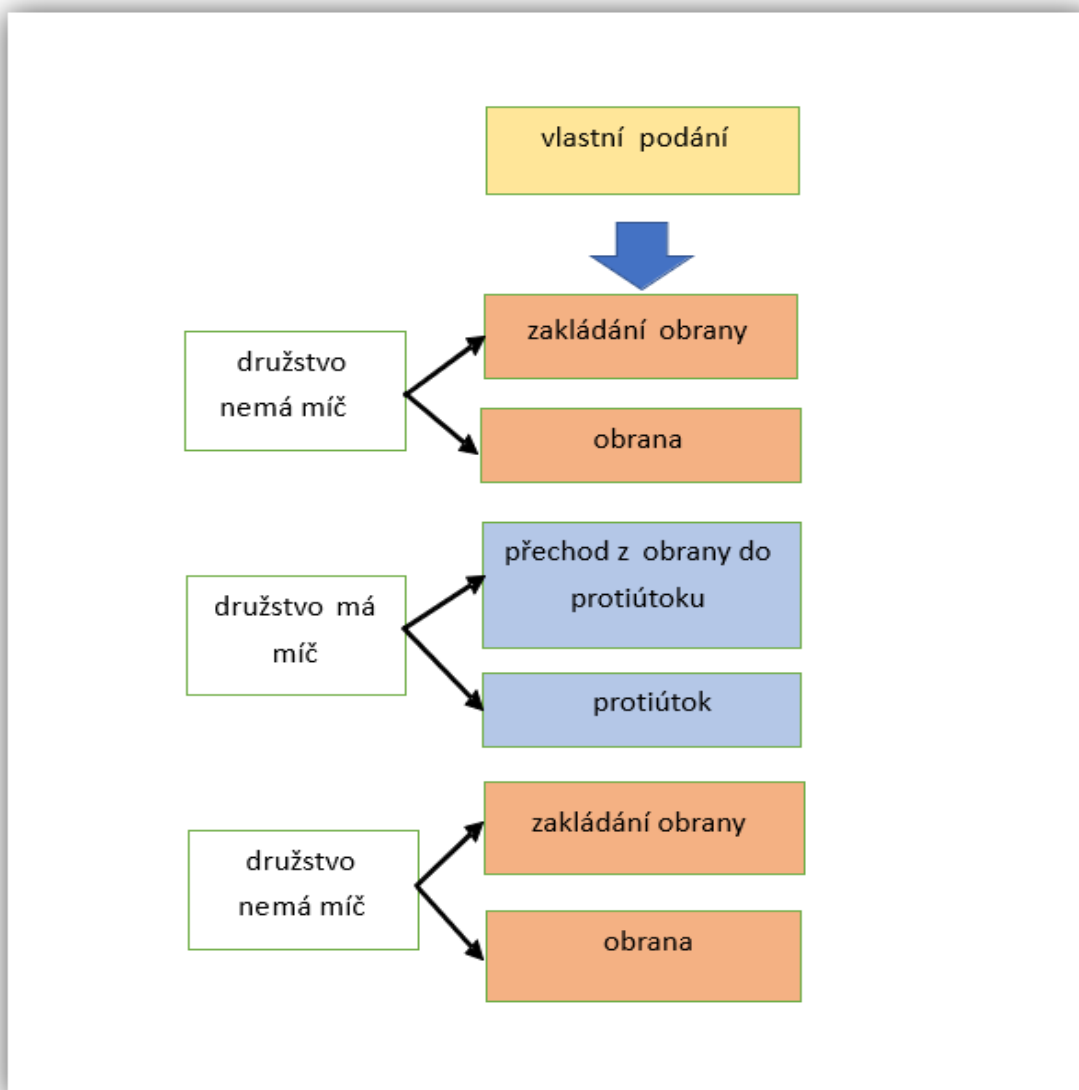 vlastní podání
zakládání obrany
družstvo
nemá míč
obrana
přechod z obrany do
protiútoku
družstvo má
míč
protiútok
zakládání obrany
družstvo
nemá míč
obrana